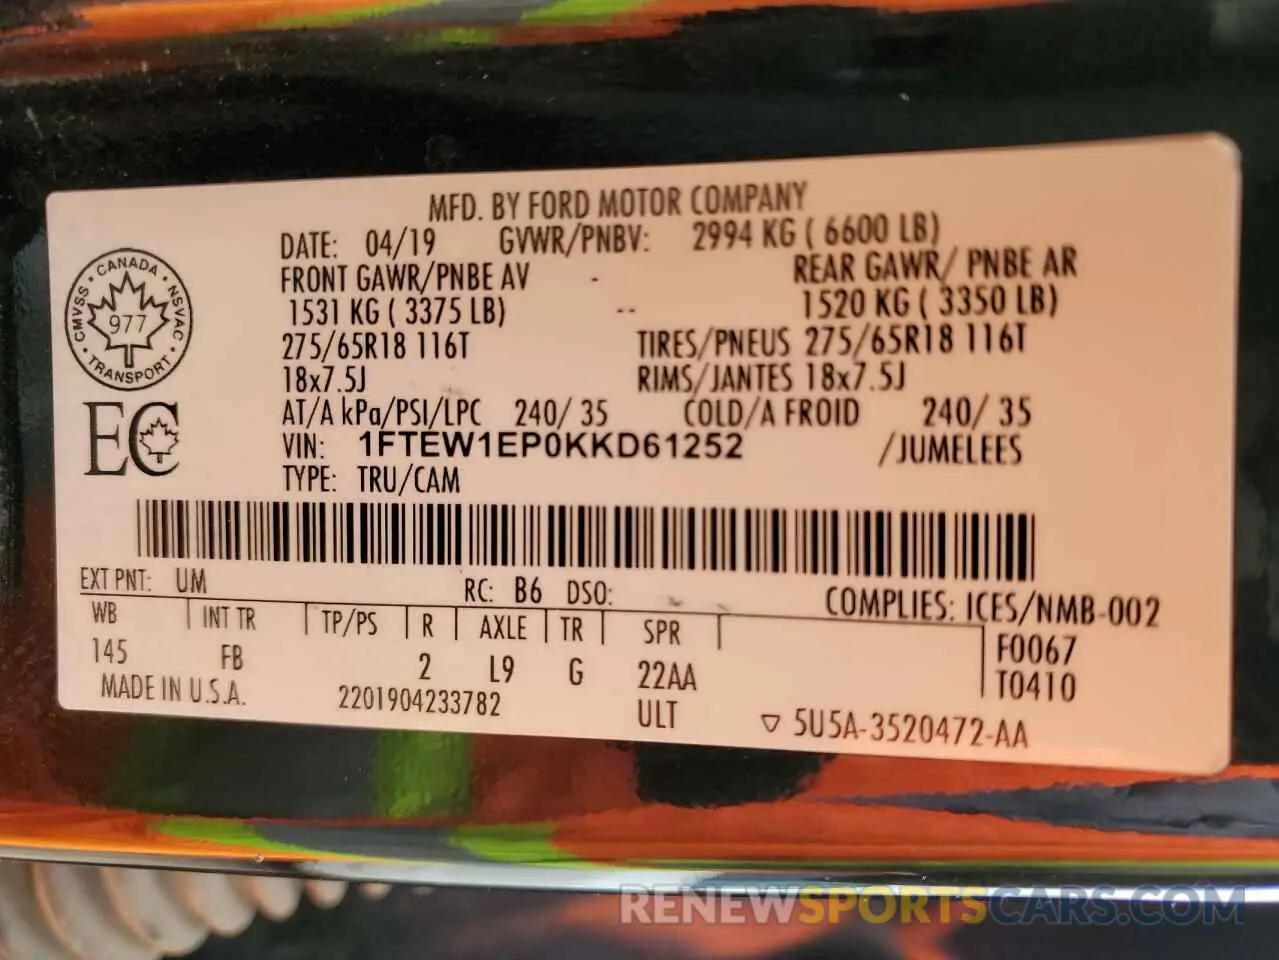 MFD. BY FORD MOTOR COMPANY
DATE: 04/19 GVWR/PNBV: 2994 KG ( 6600 LB)
FRONT GAWR/PNBE AV - REAR GAWR/ PNBE AR
1531 KG ( 3375 LB) -- 1520 KG ( 3350 LB)
275/65R18 116T TIRES/PNEUS 275/65R18 116T
18x7.5J RIMS/JANTES 18x7.5J
AT/A kPa/PSI/LPC 240/ 35 COLD/A FROID 240/ 35
VIN: 1FTEW1EP0KKD61252 /JUMELEES
TYPE: TRU/CAM
CANADA
CMVSS · NSVAC
977
TRANSPORT
EC
EXT PNT: UM RC: B6 DSO:
COMPLIES: ICES/NMB-002
WB INT TR TP/PS R AXLE TR SPR F0067
145 FB 2 L9 G 22AA T0410
MADE IN U.S.A. 2201904233782 ULT ▽ 5U5A-3520472-AA
RENEWSPORTSCARS.COM